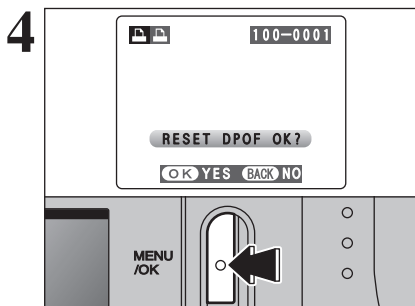 4
100-0001
RESET DPOF OK?
OK YES BACK NO
MENU
/OK